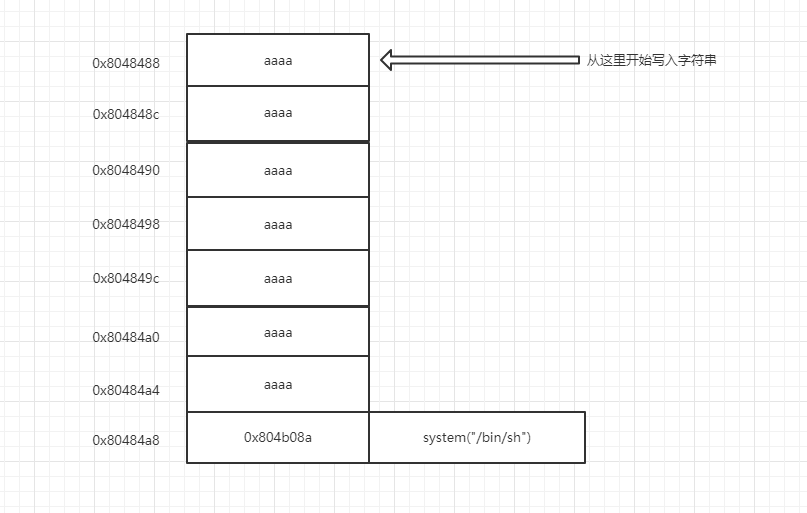 0x8048488 aaaa 从这里开始写入字符串
0x804848c aaaa
0x8048490 aaaa
0x8048498 aaaa
0x804849c aaaa
0x80484a0 aaaa
0x80484a4 aaaa
0x80484a8 0x804b08a system("/bin/sh")